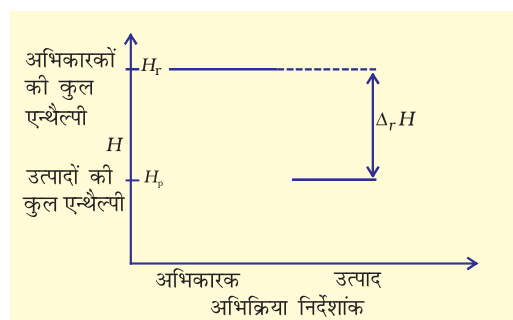 अभिकारकों
की कुल
एन्थैल्पी
Hr
ΔrH
H
उत्पादों की
कुल एन्थैल्पी
Hp
अभिकारक
उत्पाद
अभिक्रिया निर्देशांक